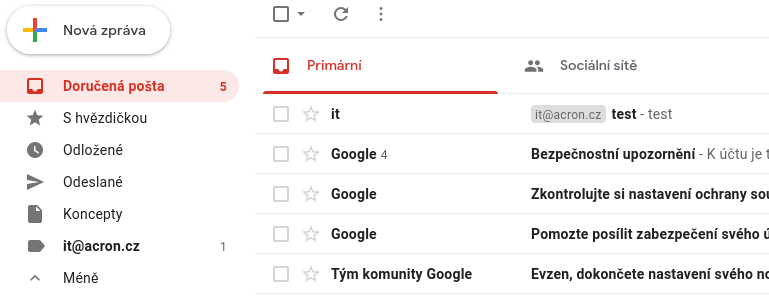 Nová zpráva
Doručená pošta 5
S hvězdičkou
Odložené
Odeslané
Koncepty
it@acron.cz 1
Méně
Primární
Sociální sítě
it it@acron.cz test - test
Google 4 Bezpečnostní upozornění - K účtu je
Google Zkontrolujte si nastavení ochrany
Google Pomozte posílit zabezpečení svého
Tým komunity Google Evzen, dokončete nastavení svého